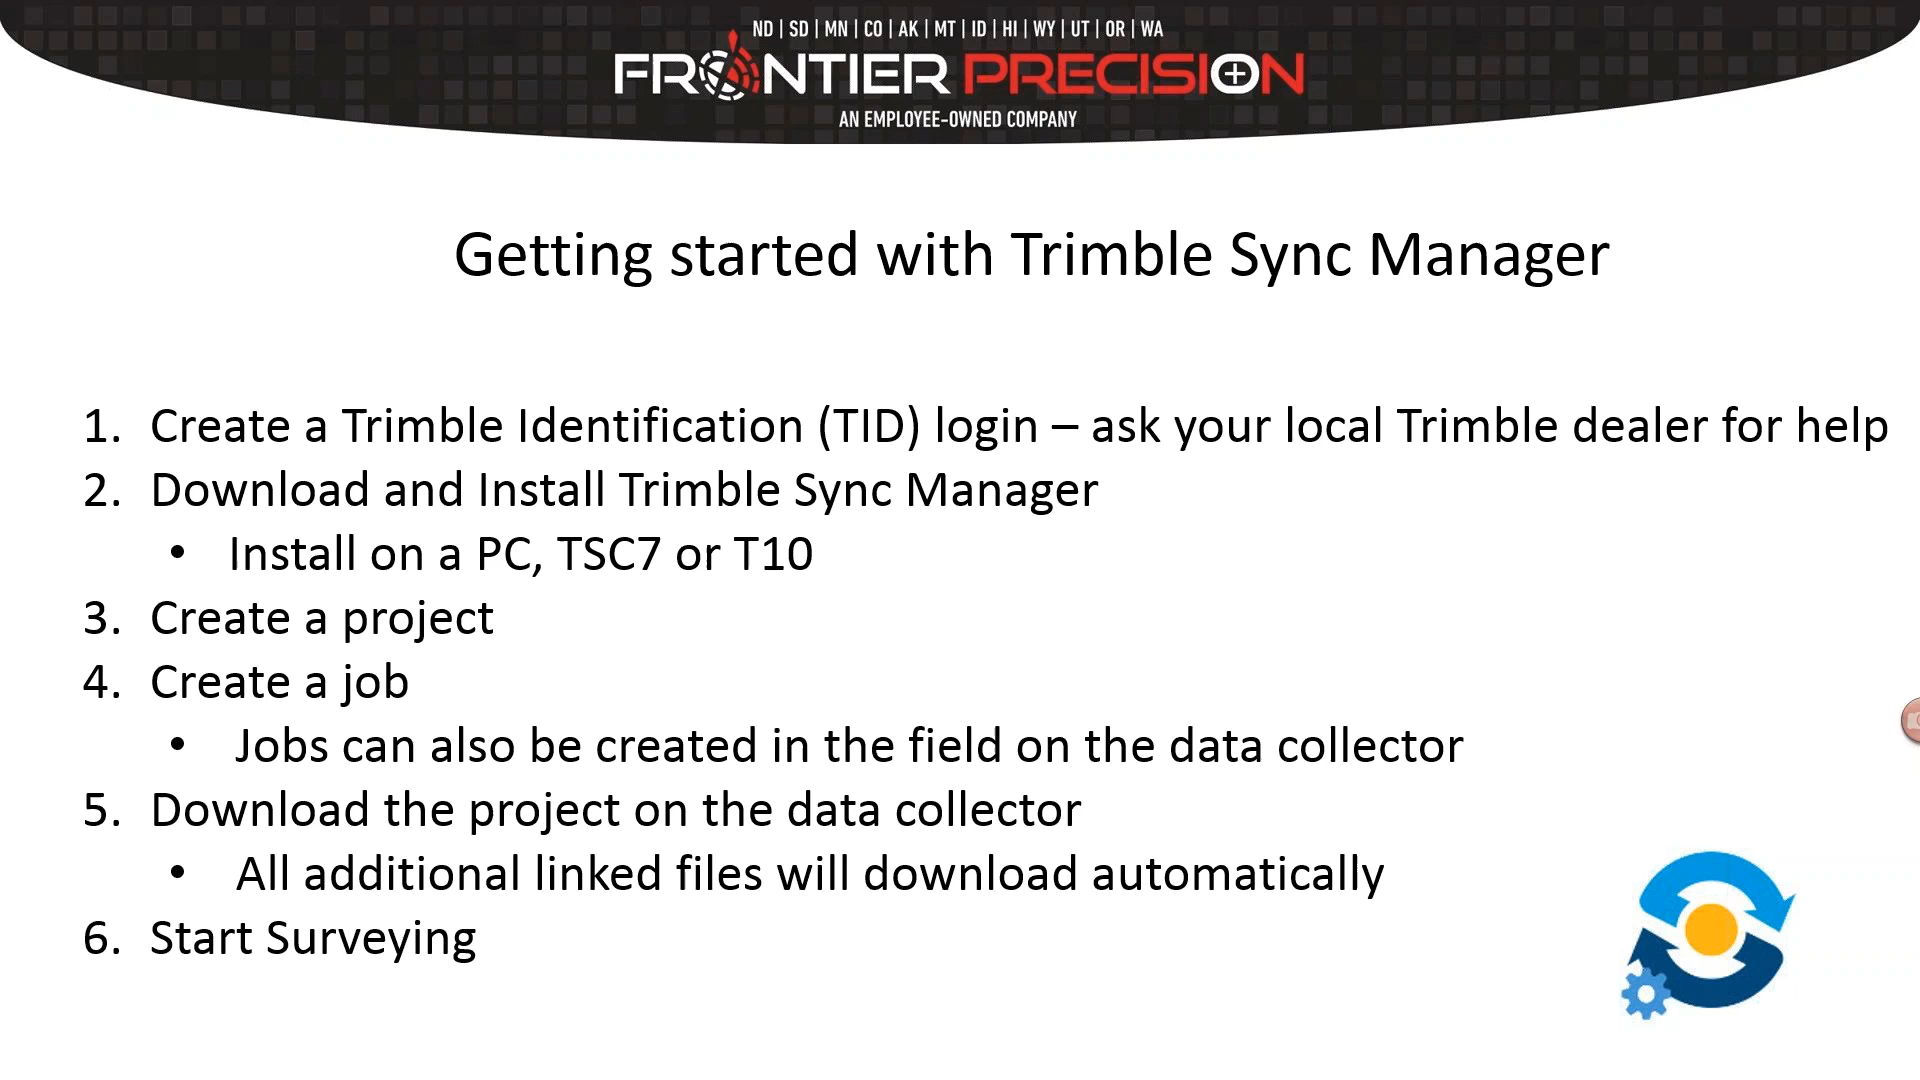 ND | SD | MN | CO | AK | MT | ID | HI | WY | UT | OR | WA
FRONTIER PRECISION
AN EMPLOYEE-OWNED COMPANY
Getting started with Trimble Sync Manager
1. Create a Trimble Identification (TID) login – ask your local Trimble dealer for help
2. Download and Install Trimble Sync Manager
• Install on a PC, TSC7 or T10
3. Create a project
4. Create a job
• Jobs can also be created in the field on the data collector
5. Download the project on the data collector
• All additional linked files will download automatically
6. Start Surveying